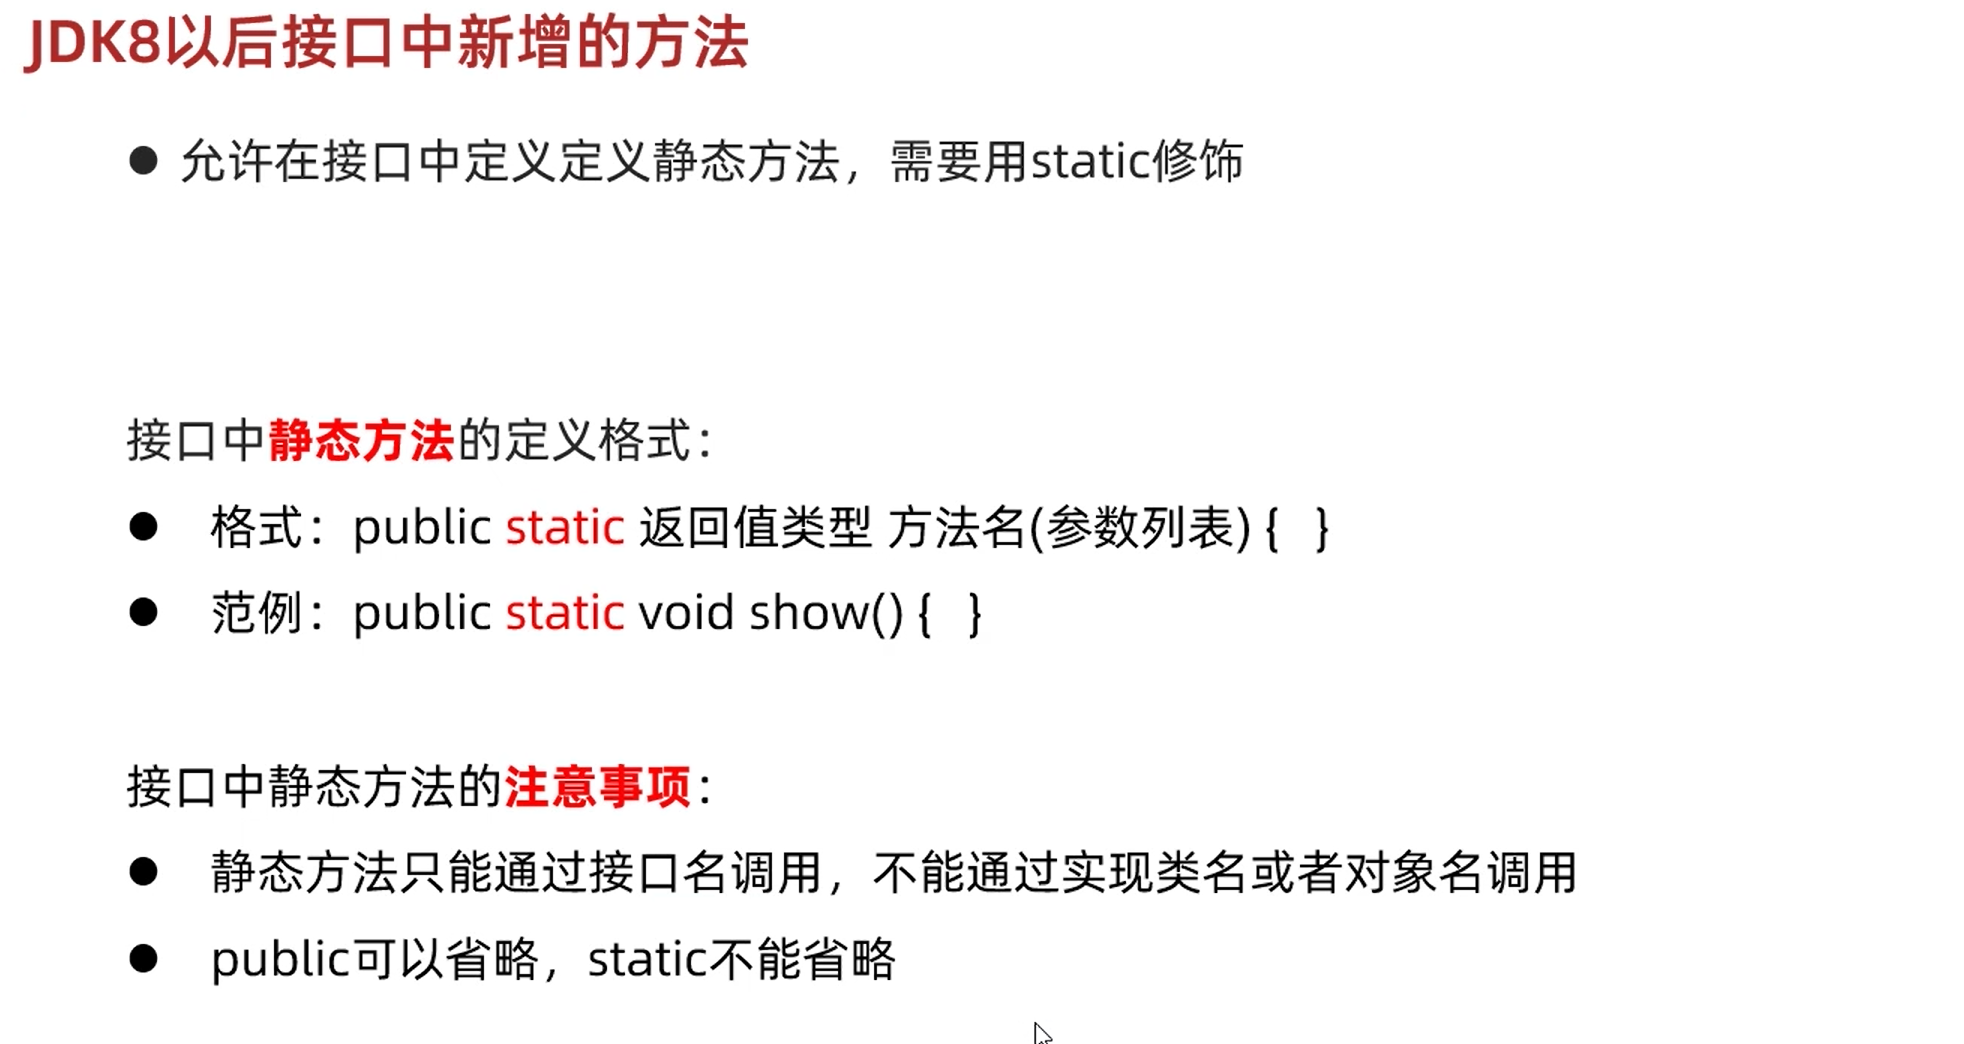 JDK8以后接口中新增的方法
● 允许在接口中定义定义静态方法，需要用static修饰
接口中静态方法的定义格式：
● 格式：public static 返回值类型 方法名(参数列表) { }
● 范例：public static void show() { }
接口中静态方法的注意事项：
● 静态方法只能通过接口名调用，不能通过实现类名或者对象名调用
● public可以省略，static不能省略